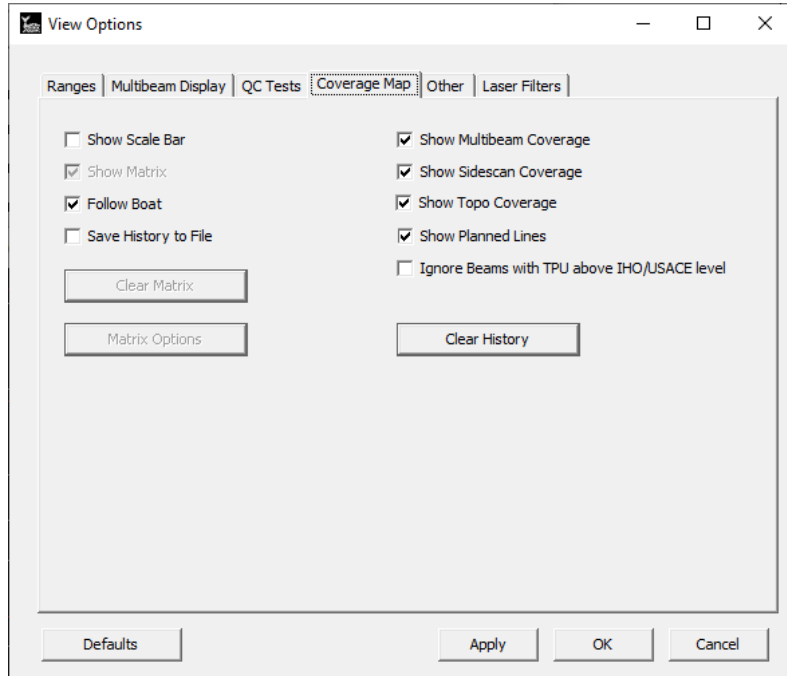 View Options
Ranges Multibeam Display QC Tests Coverage Map Other Laser Filters
Show Scale Bar
Show Matrix
Follow Boat
Save History to File
Clear Matrix
Matrix Options
Show Multibeam Coverage
Show Sidescan Coverage
Show Topo Coverage
Show Planned Lines
Ignore Beams with TPU above IHO/USACE level
Clear History
Defaults Apply OK Cancel